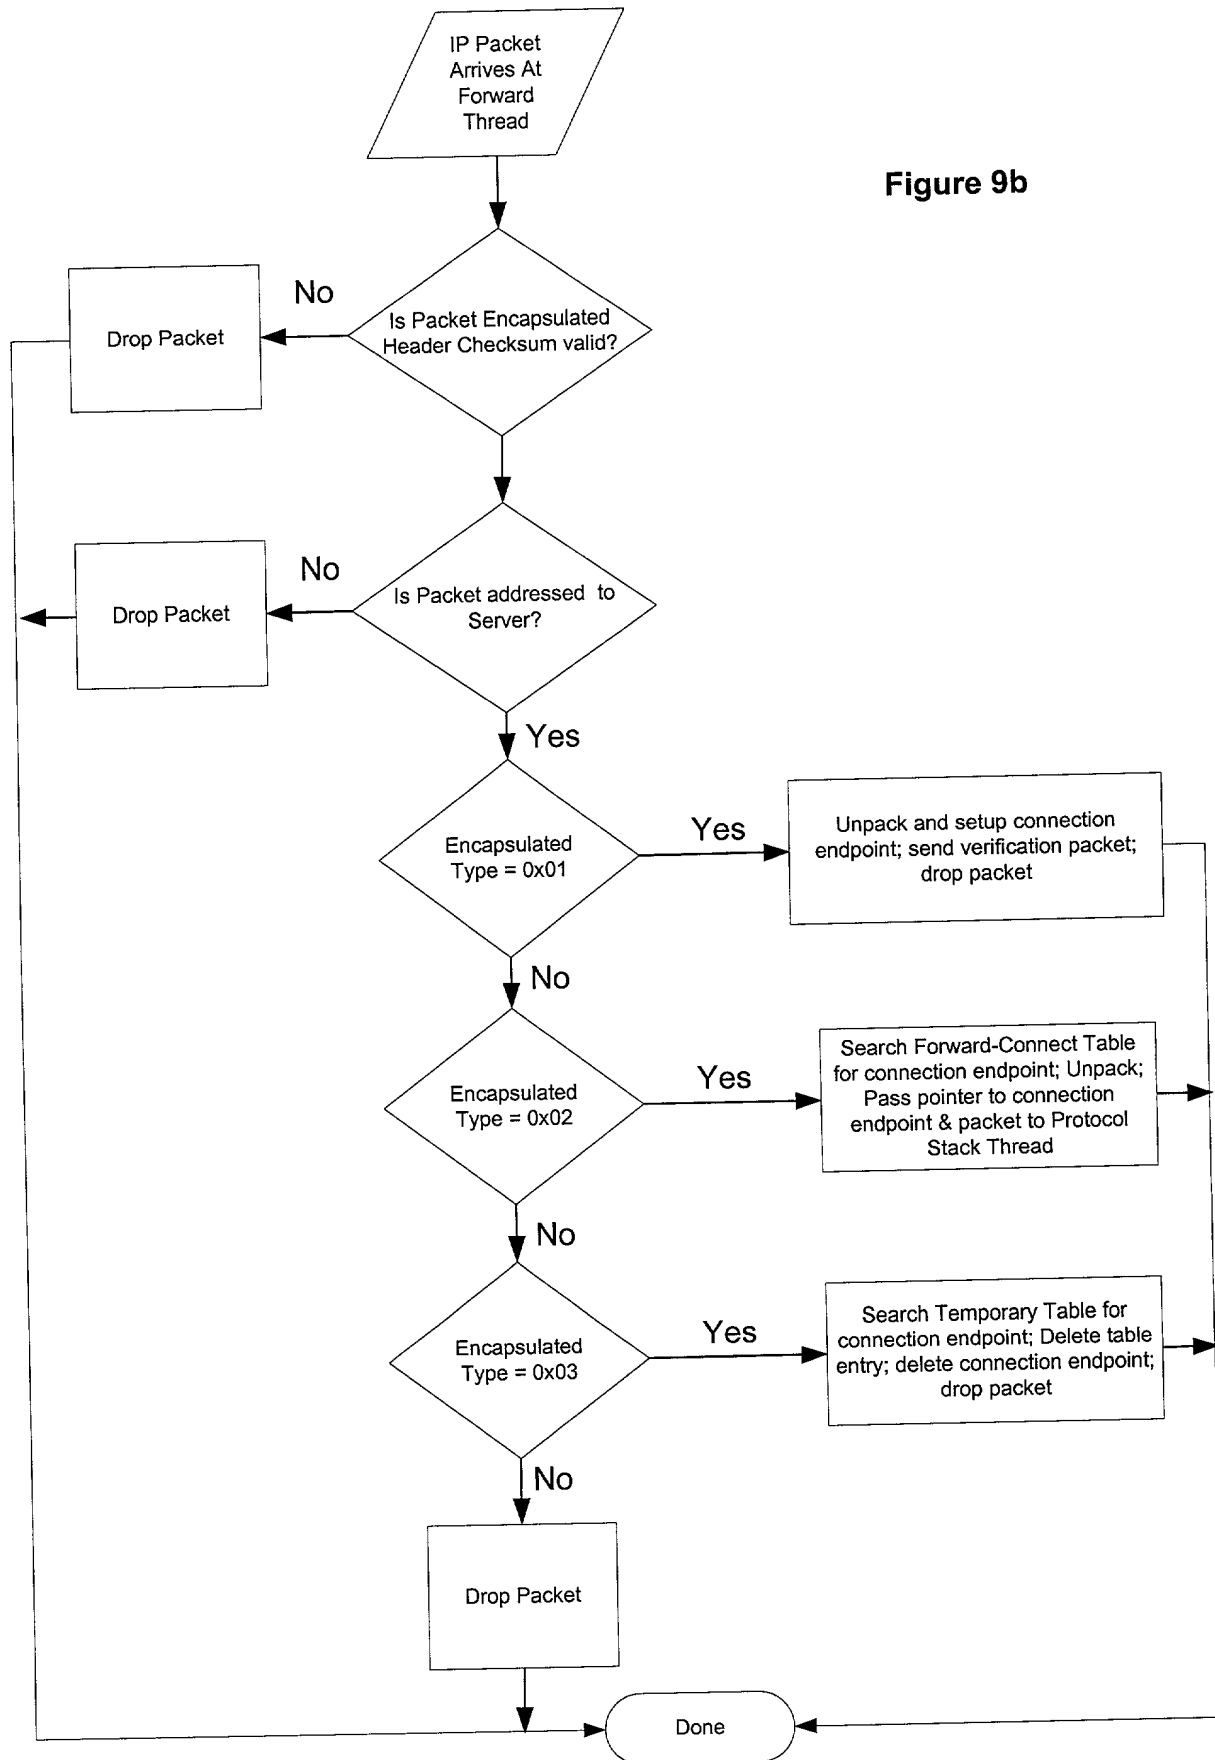 IP Packet
Arrives At
Forward
Thread
Figure 9b
No
Drop Packet
Is Packet Encapsulated
Header Checksum valid?
No
Drop Packet
Is Packet addressed to
Server?
Yes
Encapsulated
Type = 0x01
Yes
Unpack and setup connection
endpoint; send verification packet;
drop packet
No
Encapsulated
Type = 0x02
Yes
Search Forward-Connect Table
for connection endpoint; Unpack;
Pass pointer to connection
endpoint & packet to Protocol
Stack Thread
No
Encapsulated
Type = 0x03
Yes
Search Temporary Table for
connection endpoint; Delete table
entry; delete connection endpoint;
drop packet
No
Drop Packet
Done